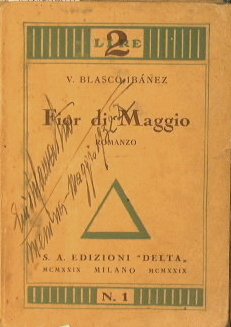 LIRE 2
V. BLASCO IBÁÑEZ
Fior di Maggio
ROMANZO
S. A. EDIZIONI "DELTA"
MCMXXIX MILANO MCMXXIX
N. 1